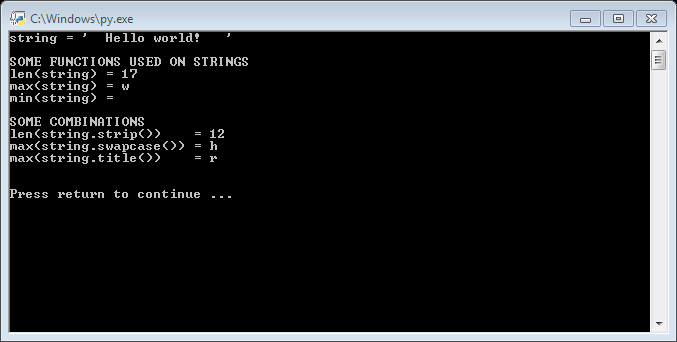 C:\Windows\py.exe
string = '  Hello world!   '
SOME FUNCTIONS USED ON STRINGS
len(string) = 17
max(string) = w
min(string) =
SOME COMBINATIONS
len(string.strip())    = 12
max(string.swapcase()) = h
max(string.title())    = r
Press return to continue ...